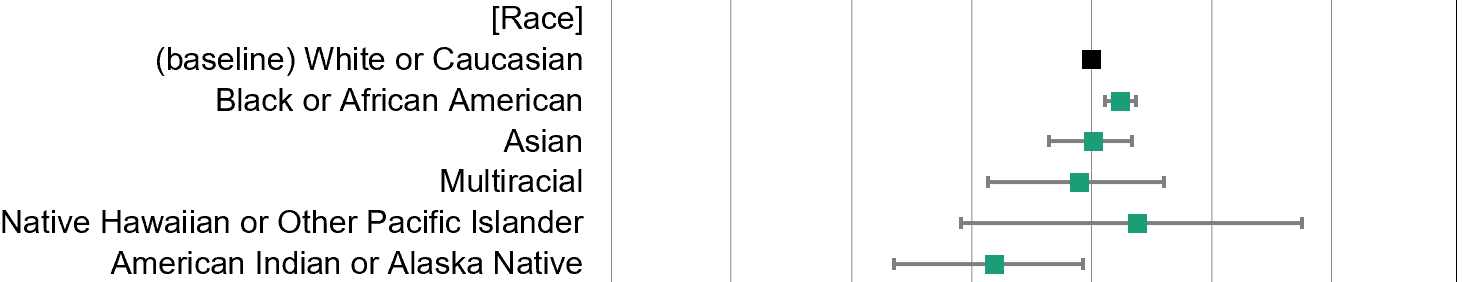 [Race]
(baseline) White or Caucasian
Black or African American
Asian
Multiracial
Native Hawaiian or Other Pacific Islander
American Indian or Alaska Native